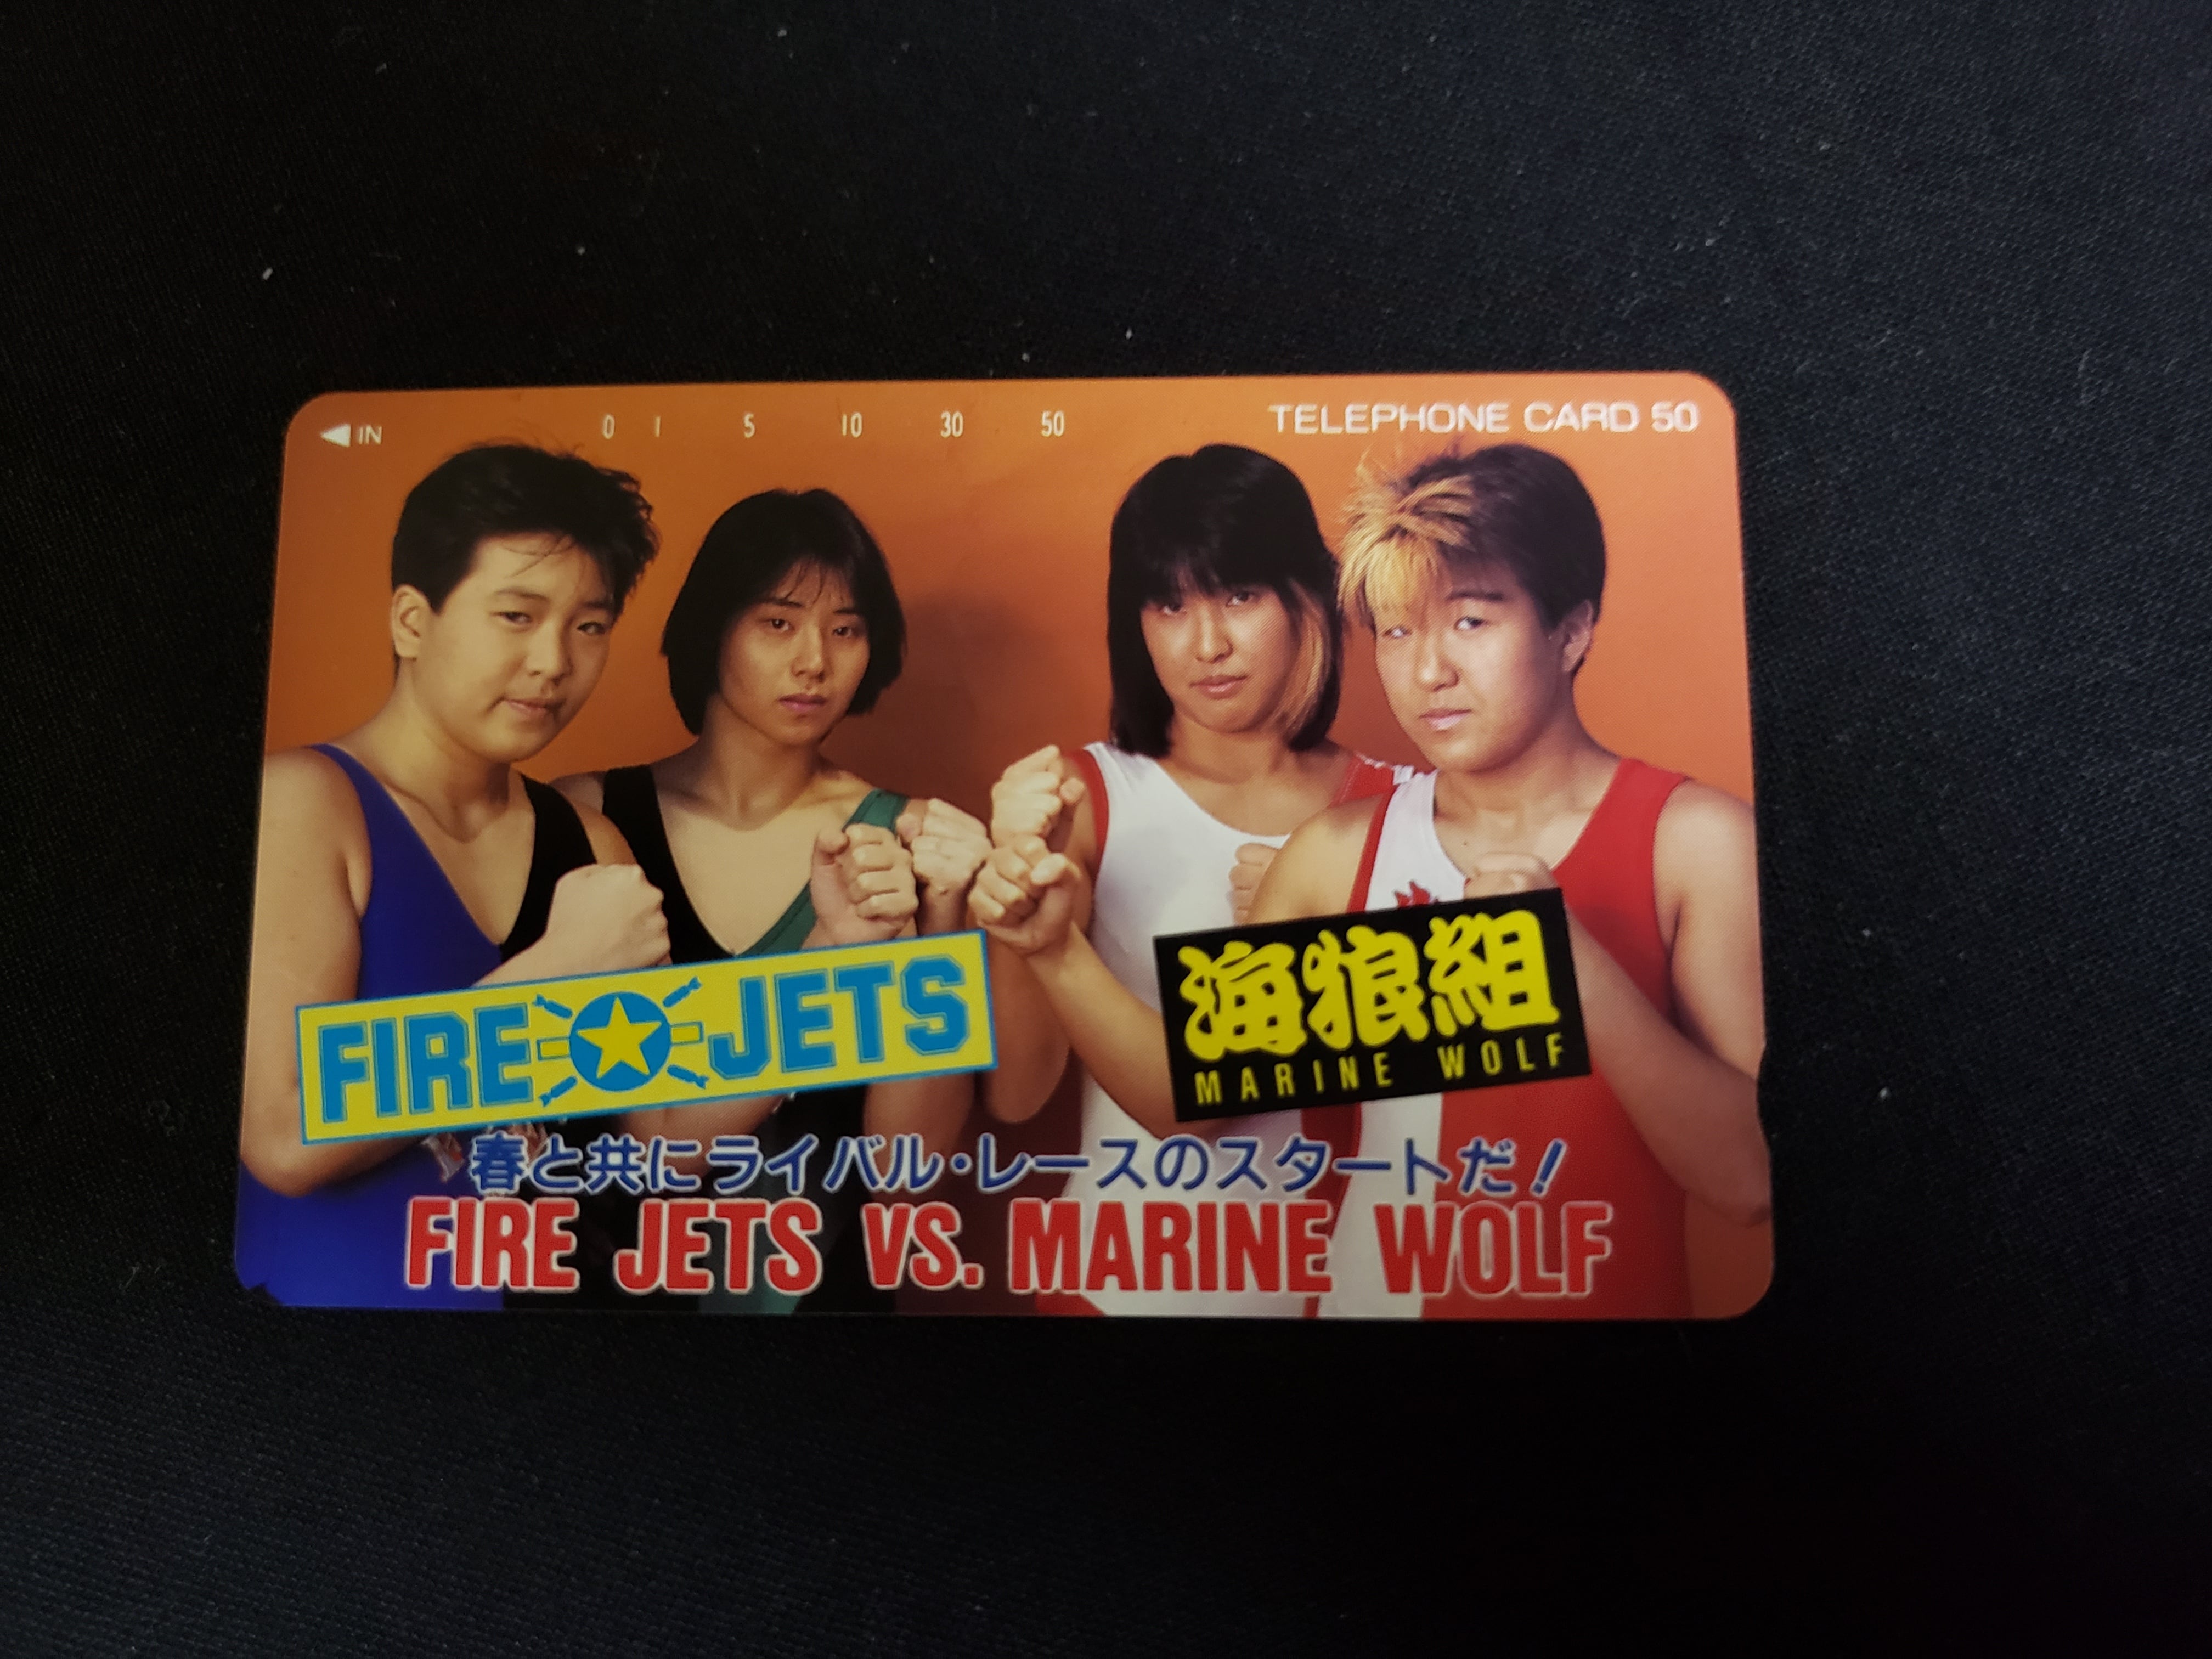 ◀IN 0 1 5 10 30 50 TELEPHONE CARD 50
FIRE JETS
海狼組
MARINE WOLF
春と共にライバル・レースのスタートだ!
FIRE JETS VS. MARINE WOLF